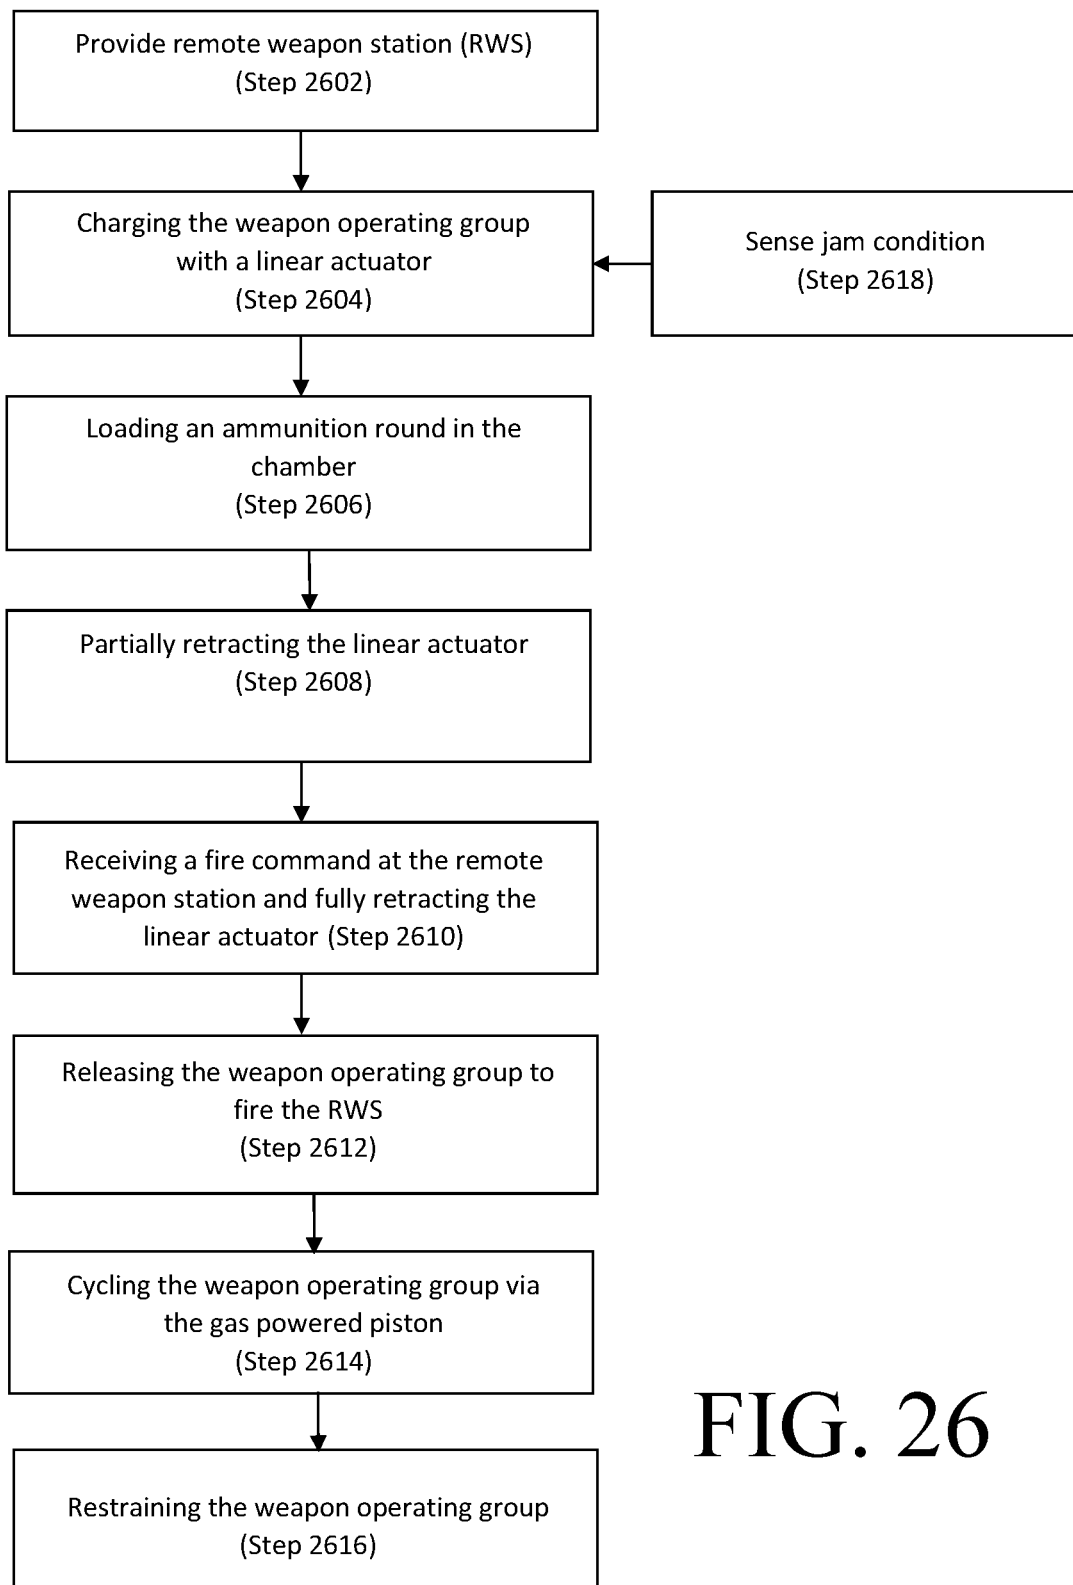 Provide remote weapon station (RWS)
(Step 2602)
Charging the weapon operating group
with a linear actuator
(Step 2604)
Sense jam condition
(Step 2618)
Loading an ammunition round in the
chamber
(Step 2606)
Partially retracting the linear actuator
(Step 2608)
Receiving a fire command at the remote
weapon station and fully retracting the
linear actuator (Step 2610)
Releasing the weapon operating group to
fire the RWS
(Step 2612)
Cycling the weapon operating group via
the gas powered piston
(Step 2614)
Restraining the weapon operating group
(Step 2616)
FIG. 26